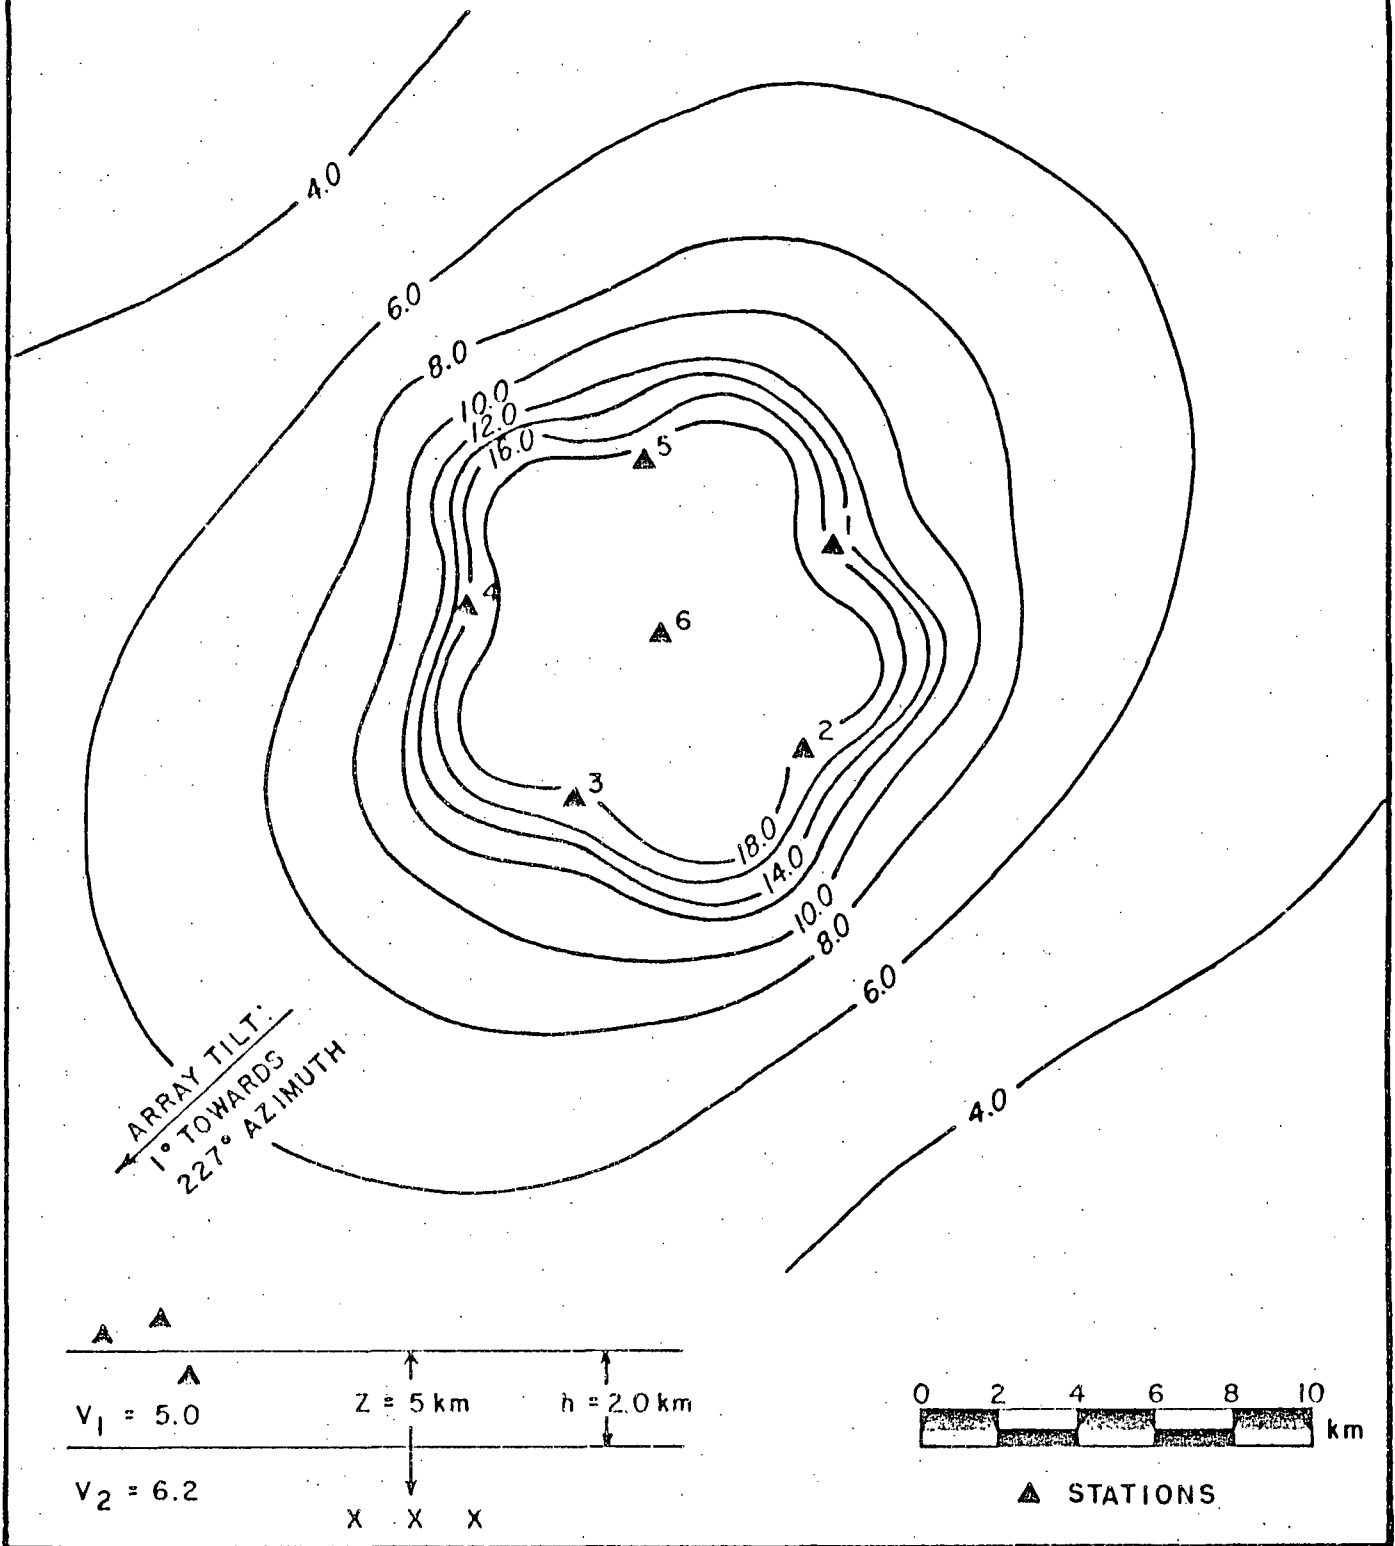 4.0
6.0
8.0
10.0
12.0
16.0
5
1
4
6
2
3
18.0
14.0
10.0
8.0
6.0
4.0
ARRAY TILT:
1° TOWARDS
227° AZIMUTH
Z = 5 km
h = 2.0 km
V1 = 5.0
V2 = 6.2
X X X
0 2 4 6 8 10
km
STATIONS